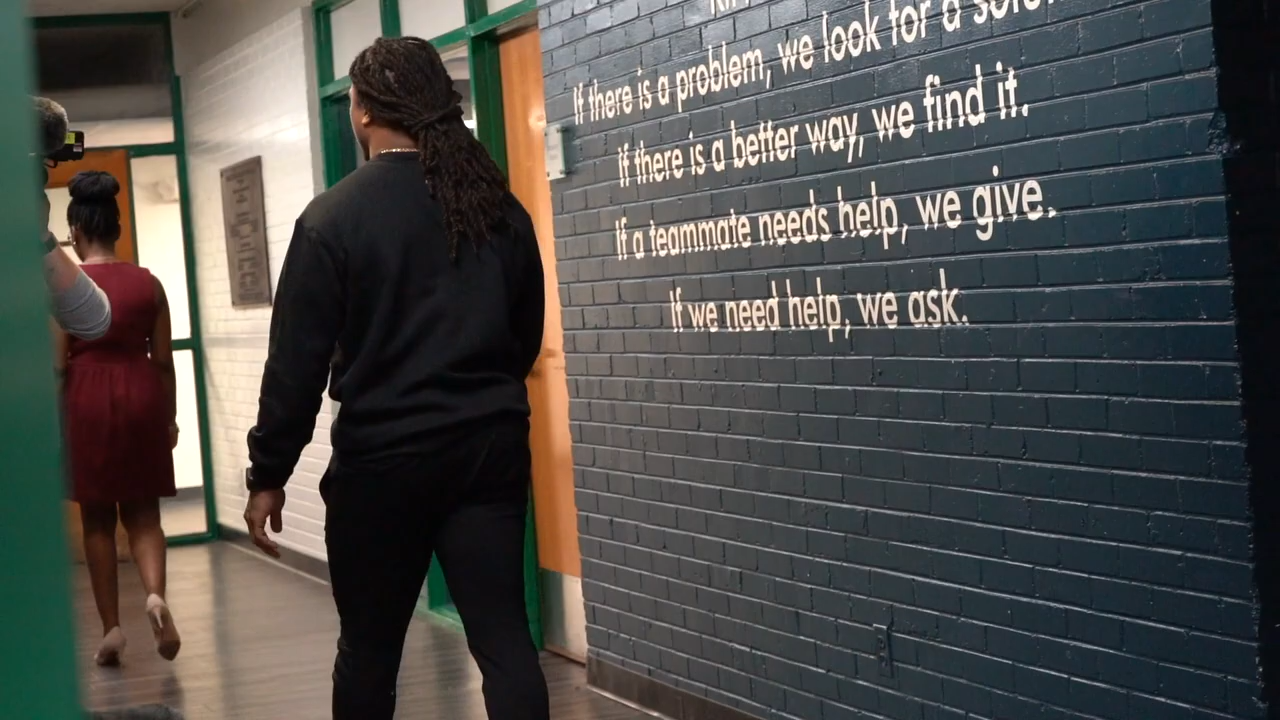 If there is a problem, we look for a
If there is a better way, we find it.
If a teammate needs help, we give.
If we need help, we ask.